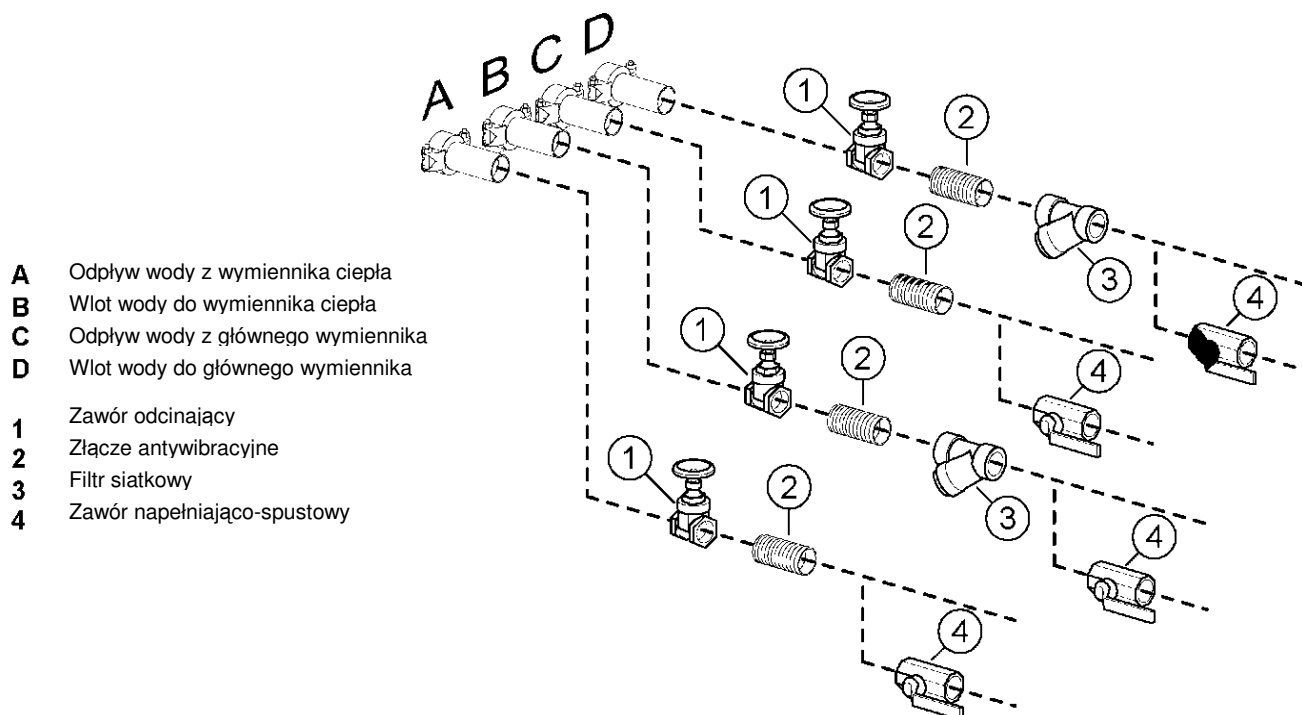 A B C D
A Odpływ wody z wymiennika ciepła
B Wlot wody do wymiennika ciepła
C Odpływ wody z głównego wymiennika
D Wlot wody do głównego wymiennika
1 Zawór odcinający
2 Złącze antywibracyjne
3 Filtr siatkowy
4 Zawór napełniająco-spustowy
1
2
3
4
1
2
4
1
2
3
4
1
2
4